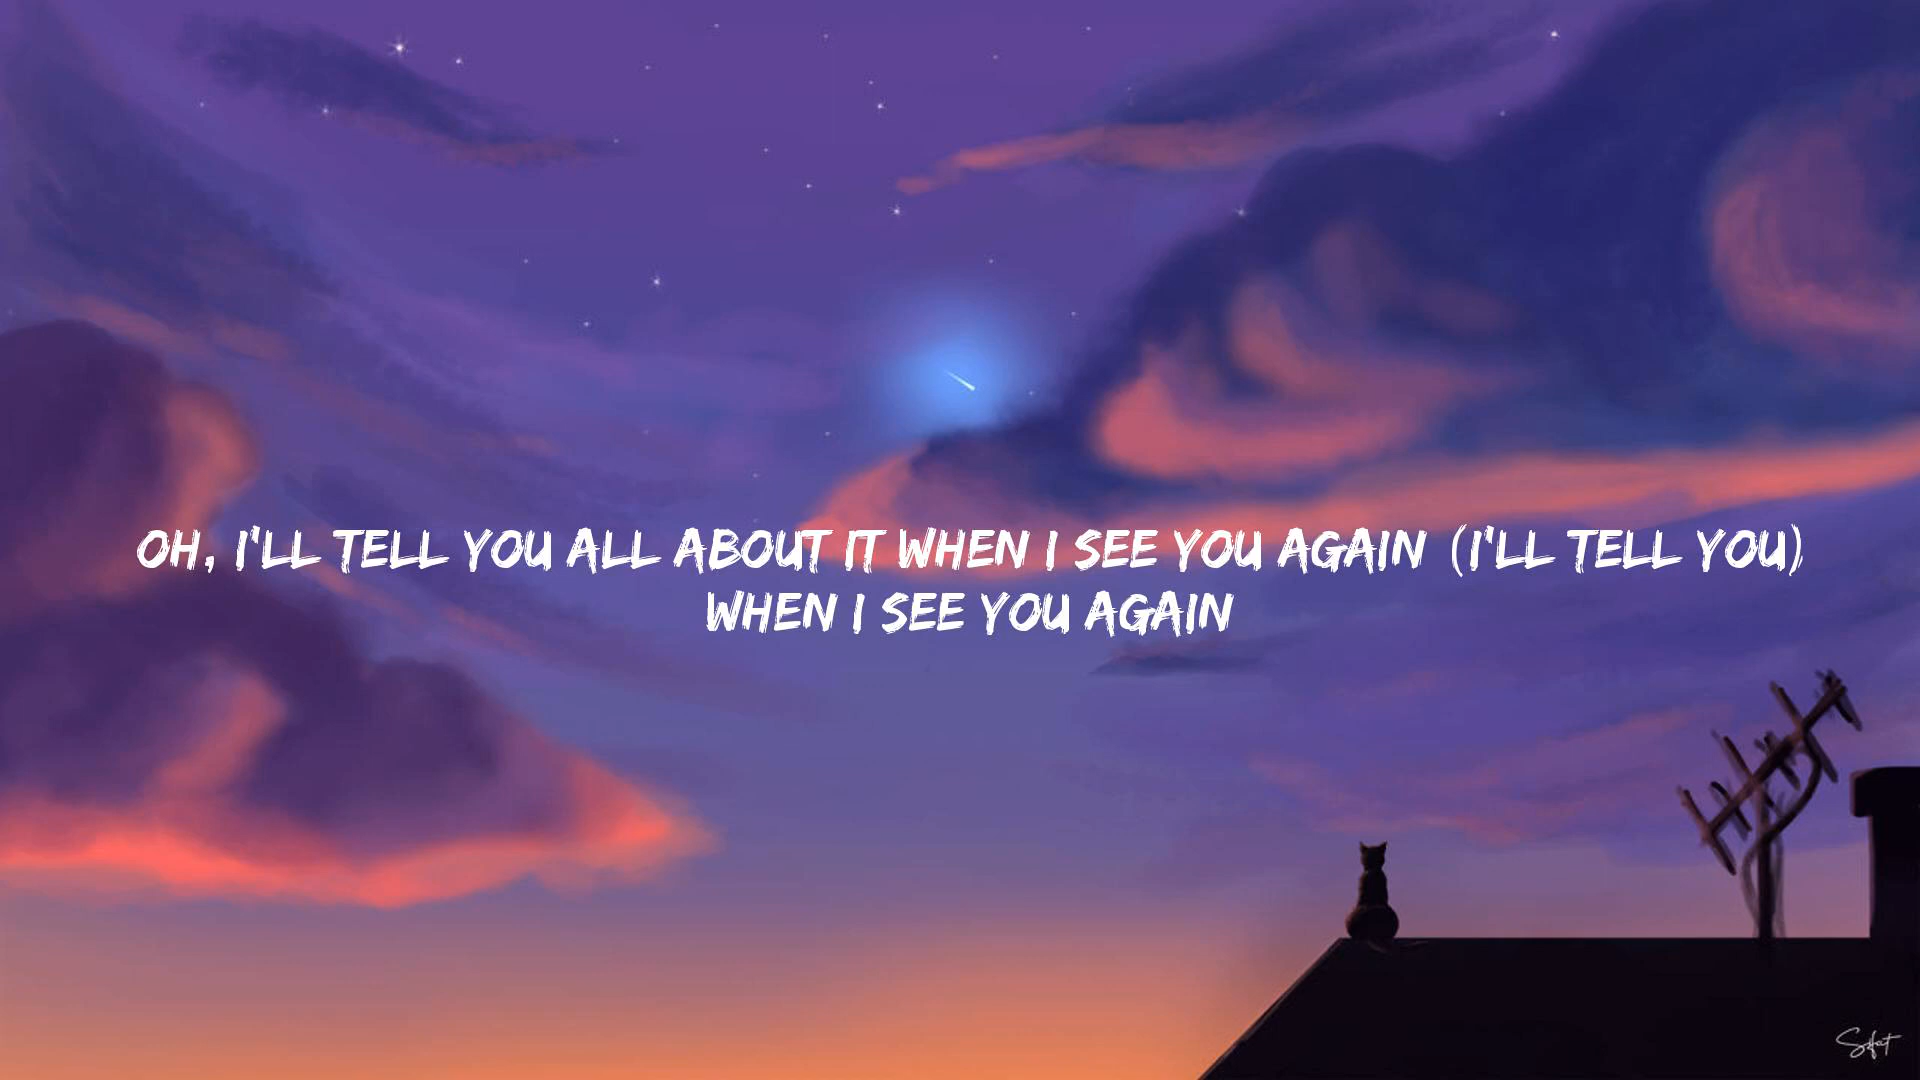 OH, I'LL TELL YOU ALL ABOUT IT WHEN I SEE YOU AGAIN (I'LL TELL YOU)
WHEN I SEE YOU AGAIN